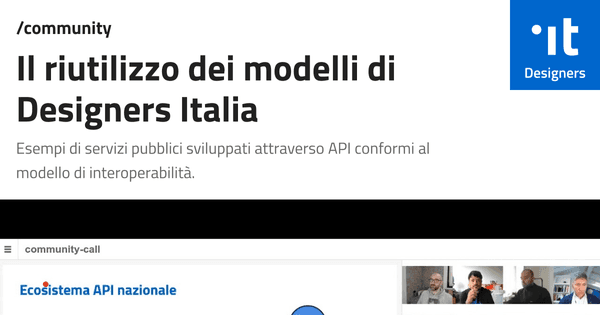 /community
Il riutilizzo dei modelli di
Designers Italia
Esempi di servizi pubblici sviluppati attraverso API conformi al
modello di interoperabilità.
it
Designers
community-call
Ecosistema API nazionale